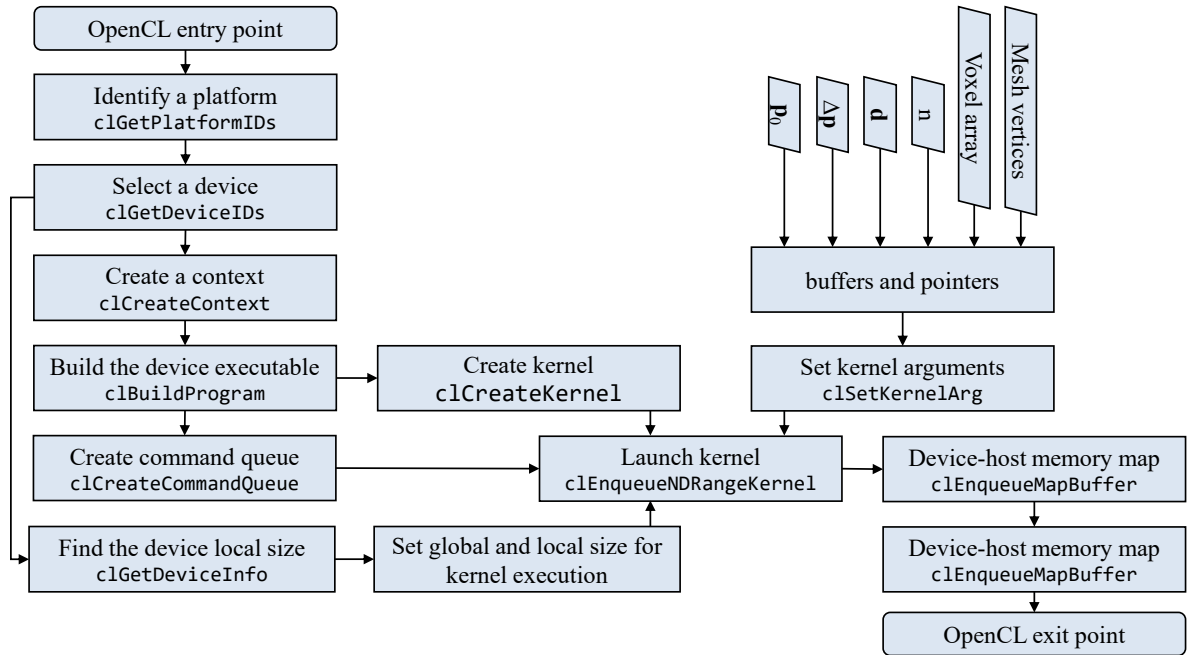 OpenCL entry point
Identify a platform
clGetPlatformIDs
Select a device
clGetDeviceIDs
Create a context
clCreateContext
Build the device executable
clBuildProgram
Create command queue
clCreateCommandQueue
Find the device local size
clGetDeviceInfo
Create kernel
clCreateKernel
Set global and local size for
kernel execution
p₀
Δp
d
n
Voxel array
Mesh vertices
buffers and pointers
Set kernel arguments
clSetKernelArg
Launch kernel
clEnqueueNDRangeKernel
Device-host memory map
clEnqueueMapBuffer
Device-host memory map
clEnqueueMapBuffer
OpenCL exit point